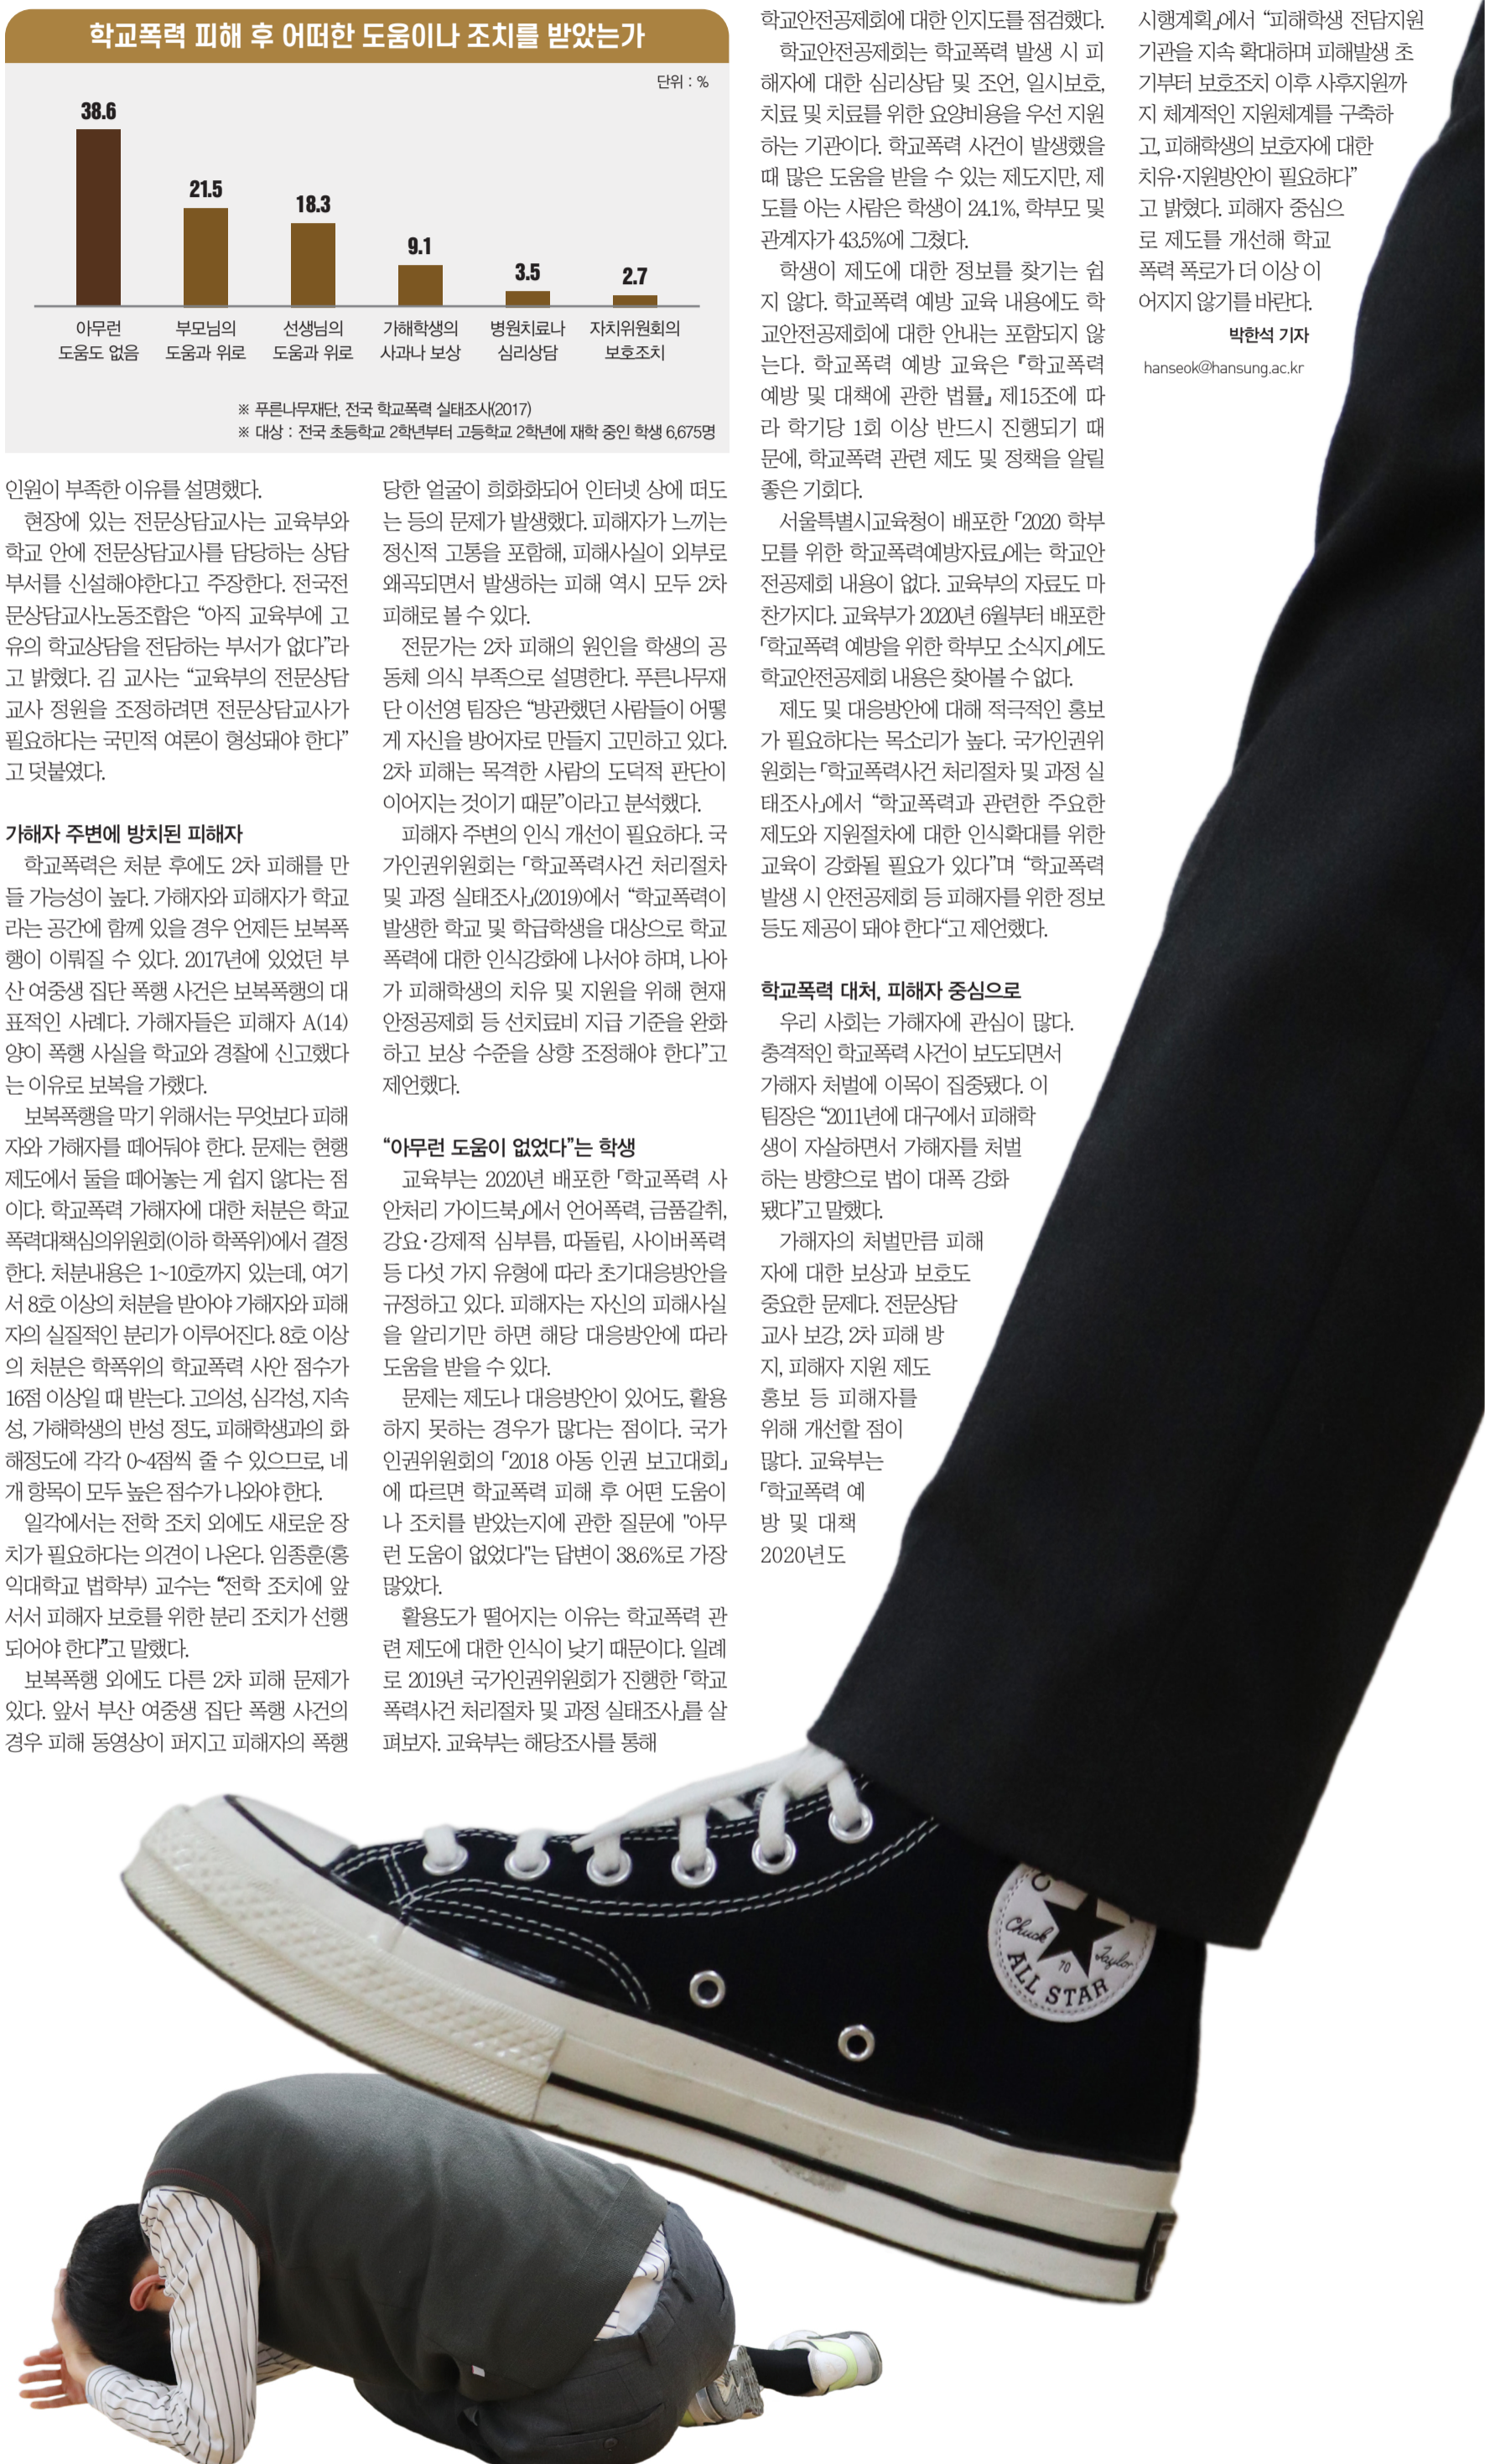 학교폭력 피해 후 어떠한 도움이나 조치를 받았는가
단위 : %
38.6
21.5
18.3
9.1
3.5
2.7
아무런
도움도 없음
부모님의
도움과 위로
선생님의
도움과 위로
가해학생의
사과나 보상
병원치료나
심리상담
자치위원회의
보호조치
※ 푸른나무재단, 전국 학교폭력 실태조사(2017)
※ 대상 : 전국 초등학교 2학년부터 고등학교 2학년에 재학 중인 학생 6,675명
인원이 부족한 이유를 설명했다.
현장에 있는 전문상담교사는 교육부와
학교 안에 전문상담교사를 담당하는 상담
부서를 신설해야한다고 주장한다. 전국전
문상담교사노동조합은 “아직 교육부에 고
유의 학교상담을 전담하는 부서가 없다”라
고 밝혔다. 김 교사는 “교육부의 전문상담
교사 정원을 조정하려면 전문상담교사가
필요하다는 국민적 여론이 형성돼야 한다”
고 덧붙였다.
가해자 주변에 방치된 피해자
학교폭력은 처분 후에도 2차 피해를 만
들 가능성이 높다. 가해자와 피해자가 학교
라는 공간에 함께 있을 경우 언제든 보복폭
행이 이뤄질 수 있다. 2017년에 있었던 부
산 여중생 집단 폭행 사건은 보복폭행의 대
표적인 사례다. 가해자들은 피해자 A(14)
양이 폭행 사실을 학교와 경찰에 신고했다
는 이유로 보복을 가했다.
보복폭행을 막기 위해서는 무엇보다 피해
자와 가해자를 떼어둬야 한다. 문제는 현행
제도에서 둘을 떼어놓는 게 쉽지 않다는 점
이다. 학교폭력 가해자에 대한 처분은 학교
폭력대책심의위원회(이하 학폭위)에서 결정
한다. 처분내용은 1~10호까지 있는데, 여기
서 8호 이상의 처분을 받아야 가해자와 피해
자의 실질적인 분리가 이루어진다. 8호 이상
의 처분은 학폭위의 학교폭력 사안 점수가
16점 이상일 때 받는다. 고의성, 심각성, 지속
성, 가해학생의 반성 정도, 피해학생과의 화
해정도에 각각 0~4점씩 줄 수 있으므로, 네
개 항목이 모두 높은 점수가 나와야 한다.
일각에서는 전학 조치 외에도 새로운 장
치가 필요하다는 의견이 나온다. 임종훈(홍
익대학교 법학부) 교수는 “전학 조치에 앞
서서 피해자 보호를 위한 분리 조치가 선행
되어야 한다”고 말했다.
보복폭행 외에도 다른 2차 피해 문제가
있다. 앞서 부산 여중생 집단 폭행 사건의
경우 피해 동영상이 퍼지고 피해자의 폭행
당한 얼굴이 희화화되어 인터넷 상에 떠도
는 등의 문제가 발생했다. 피해자가 느끼는
정신적 고통을 포함해, 피해사실이 외부로
왜곡되면서 발생하는 피해 역시 모두 2차
피해로 볼 수 있다.
전문가는 2차 피해의 원인을 학생의 공
동체 의식 부족으로 설명한다. 푸른나무재
단 이선영 팀장은 “방관했던 사람들이 어떻
게 자신을 방어자로 만들지 고민하고 있다.
2차 피해는 목격한 사람의 도덕적 판단이
이어지는 것이기 때문”이라고 분석했다.
피해자 주변의 인식 개선이 필요하다. 국
가인권위원회는 「학교폭력사건 처리절차
및 과정 실태조사」(2019)에서 “학교폭력이
발생한 학교 및 학급학생을 대상으로 학교
폭력에 대한 인식강화에 나서야 하며, 나아
가 피해학생의 치유 및 지원을 위해 현재
안정공제회 등 선치료비 지급 기준을 완화
하고 보상 수준을 상향 조정해야 한다”고
제언했다.
“아무런 도움이 없었다”는 학생
교육부는 2020년 배포한 「학교폭력 사
안처리 가이드북」에서 언어폭력, 금품갈취,
강요·강제적 심부름, 따돌림, 사이버폭력
등 다섯 가지 유형에 따라 초기대응방안을
규정하고 있다. 피해자는 자신의 피해사실
을 알리기만 하면 해당 대응방안에 따라
도움을 받을 수 있다.
문제는 제도나 대응방안이 있어도, 활용
하지 못하는 경우가 많다는 점이다. 국가
인권위원회의 「2018 아동 인권 보고대회」
에 따르면 학교폭력 피해 후 어떤 도움이
나 조치를 받았는지에 관한 질문에 "아무
런 도움이 없었다"는 답변이 38.6%로 가장
많았다.
활용도가 떨어지는 이유는 학교폭력 관
련 제도에 대한 인식이 낮기 때문이다. 일례
로 2019년 국가인권위원회가 진행한 「학교
폭력사건 처리절차 및 과정 실태조사」를 살
펴보자. 교육부는 해당조사를 통해
학교안전공제회에 대한 인지도를 점검했다.
학교안전공제회는 학교폭력 발생 시 피
해자에 대한 심리상담 및 조언, 일시보호,
치료 및 치료를 위한 요양비용을 우선 지원
하는 기관이다. 학교폭력 사건이 발생했을
때 많은 도움을 받을 수 있는 제도지만, 제
도를 아는 사람은 학생이 24.1%, 학부모 및
관계자가 43.5%에 그쳤다.
학생이 제도에 대한 정보를 찾기는 쉽
지 않다. 학교폭력 예방 교육 내용에도 학
교안전공제회에 대한 안내는 포함되지 않
는다. 학교폭력 예방 교육은 『학교폭력
예방 및 대책에 관한 법률』 제15조에 따
라 학기당 1회 이상 반드시 진행되기 때
문에, 학교폭력 관련 제도 및 정책을 알릴
좋은 기회다.
서울특별시교육청이 배포한 「2020 학부
모를 위한 학교폭력예방자료」에는 학교안
전공제회 내용이 없다. 교육부의 자료도 마
찬가지다. 교육부가 2020년 6월부터 배포한
「학교폭력 예방을 위한 학부모 소식지」에도
학교안전공제회 내용은 찾아볼 수 없다.
제도 및 대응방안에 대해 적극적인 홍보
가 필요하다는 목소리가 높다. 국가인권위
원회는 「학교폭력사건 처리절차 및 과정 실
태조사」에서 “학교폭력과 관련한 주요한
제도와 지원절차에 대한 인식확대를 위한
교육이 강화될 필요가 있다”며 “학교폭력
발생 시 안전공제회 등 피해자를 위한 정보
등도 제공이 돼야 한다“고 제언했다.
학교폭력 대처, 피해자 중심으로
우리 사회는 가해자에 관심이 많다.
충격적인 학교폭력 사건이 보도되면서
가해자 처벌에 이목이 집중됐다. 이
팀장은 “2011년에 대구에서 피해학
생이 자살하면서 가해자를 처벌
하는 방향으로 법이 대폭 강화
됐다”고 말했다.
가해자의 처벌만큼 피해
자에 대한 보상과 보호도
중요한 문제다. 전문상담
교사 보강, 2차 피해 방
지, 피해자 지원 제도
홍보 등 피해자를
위해 개선할 점이
많다. 교육부는
「학교폭력 예
방 및 대책
2020년도
시행계획」에서 “피해학생 전담지원
기관을 지속 확대하며 피해발생 초
기부터 보호조치 이후 사후지원까
지 체계적인 지원체계를 구축하
고, 피해학생의 보호자에 대한
치유·지원방안이 필요하다”
고 밝혔다. 피해자 중심으
로 제도를 개선해 학교
폭력 폭로가 더 이상 이
어지지 않기를 바란다.
박한석 기자
hanseok@hansung.ac.kr
Chuck
Taylor
70
ALL STAR